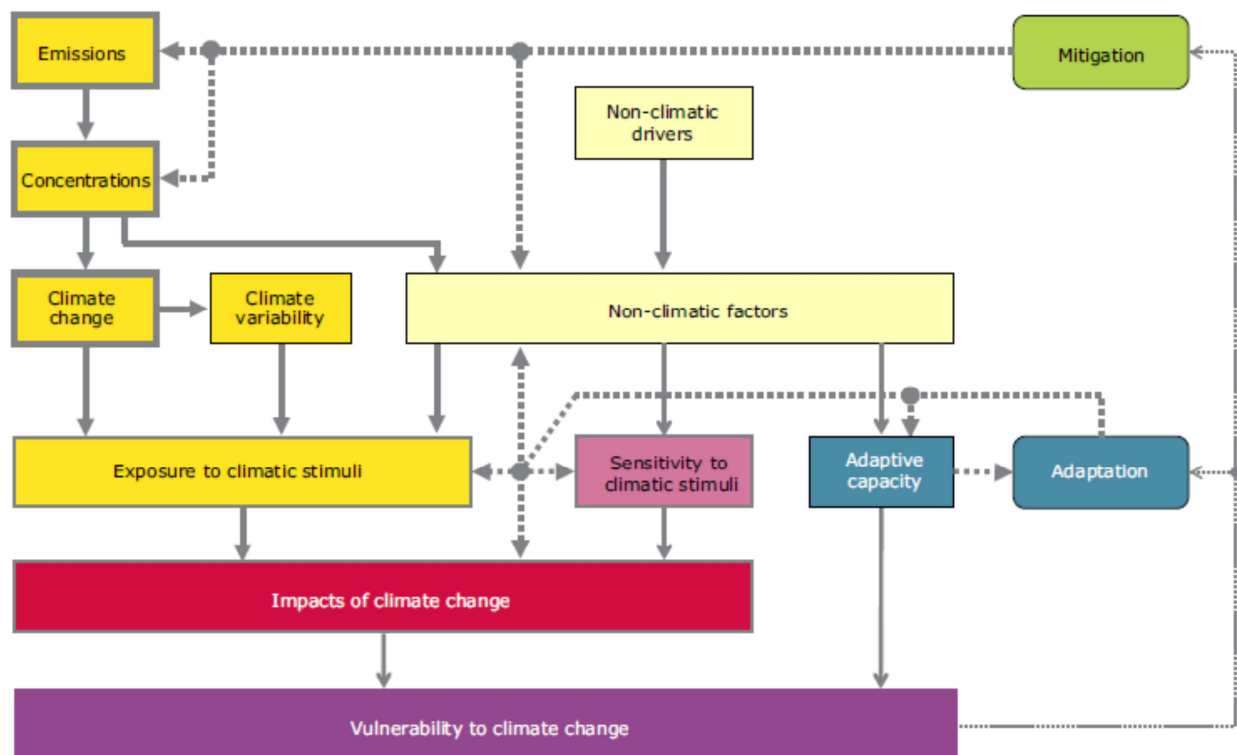 Emissions
Mitigation
Non-climatic
drivers
Concentrations
Climate
change
Climate
variability
Non-climatic factors
Exposure to climatic stimuli
Sensitivity to
climatic stimuli
Adaptive
capacity
Adaptation
Impacts of climate change
Vulnerability to climate change